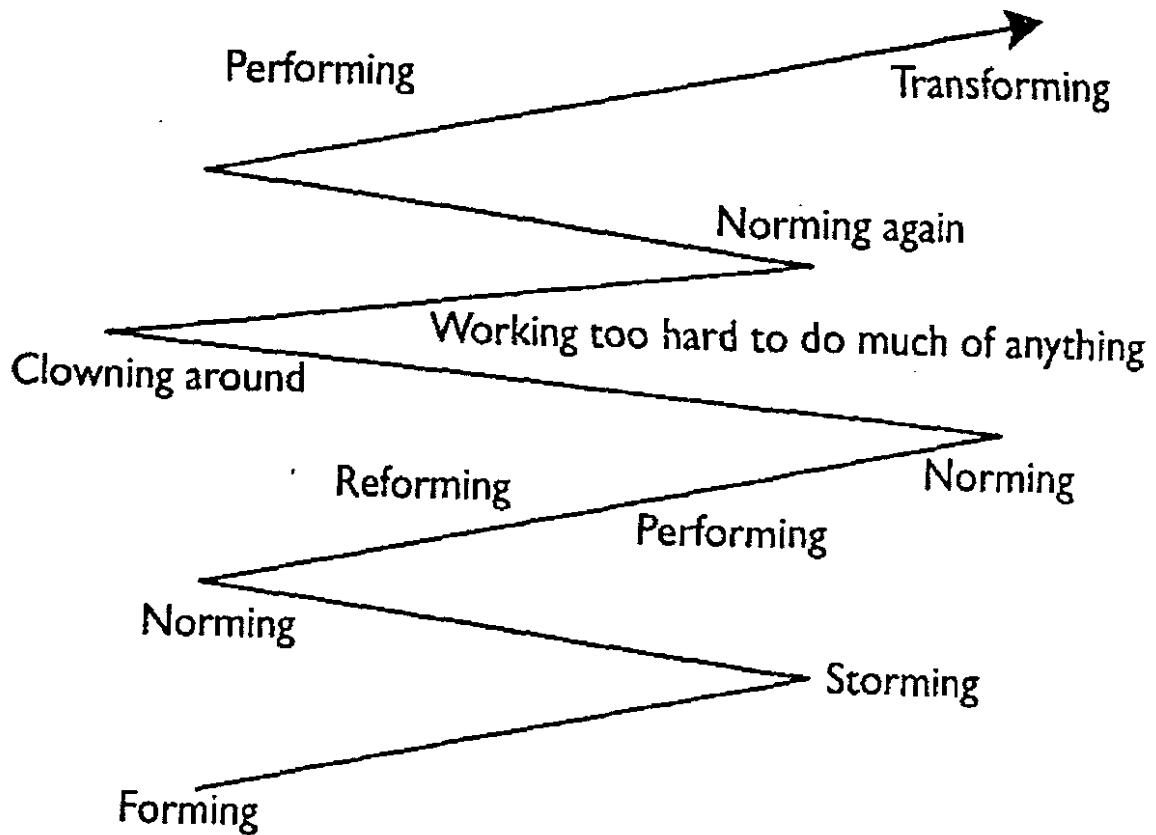 Performing
Transforming
Norming again
Working too hard to do much of anything
Clowning around
Reforming
Norming
Performing
Norming
Storming
Forming